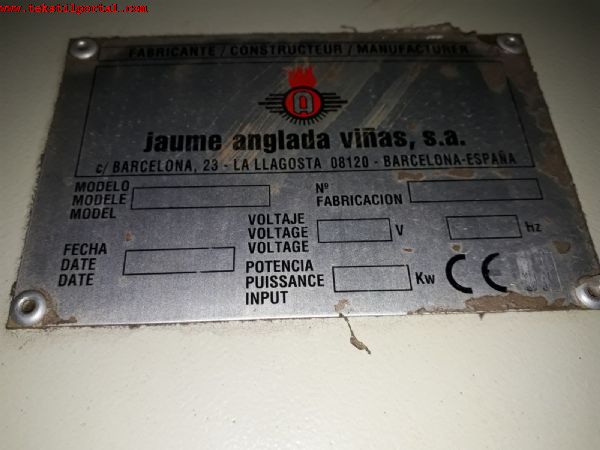 www.tekstilportal.com
FABRICANTE / CONSTRUCTEUR / MANUFACTURER
a
jaume anglada viñas, s.a.
c/ BARCELONA, 23 - LA LLAGOSTA 08120 - BARCELONA-ESPAÑA
MODELO
MODELE
MODEL
Nº
FABRICACION
VOLTAJE
VOLTAGE
VOLTAGE
V
hz
FECHA
DATE
DATE
POTENCIA
PUISSANCE
INPUT
Kw
CE